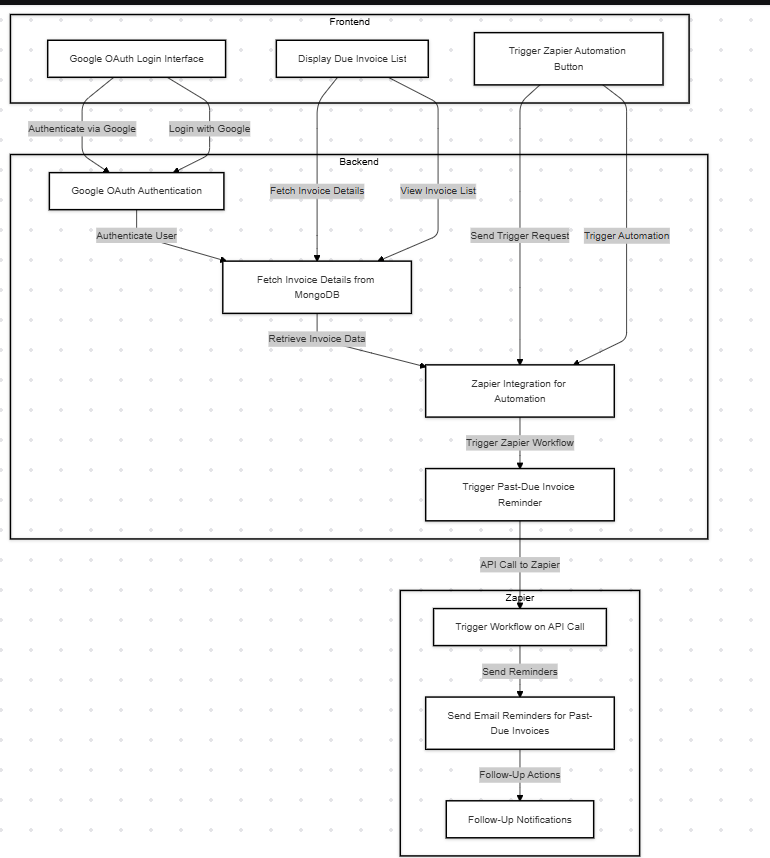 Frontend
Google OAuth Login Interface
Display Due Invoice List
Trigger Zapier Automation
Button
Authenticate via Google
Login with Google
Backend
Google OAuth Authentication
Fetch Invoice Details
View Invoice List
Authenticate User
Send Trigger Request
Trigger Automation
Fetch Invoice Details from
MongoDB
Retrieve Invoice Data
Zapier Integration for
Automation
Trigger Zapier Workflow
Trigger Past-Due Invoice
Reminder
API Call to Zapier
Zapier
Trigger Workflow on API Call
Send Reminders
Send Email Reminders for Past-
Due Invoices
Follow-Up Actions
Follow-Up Notifications